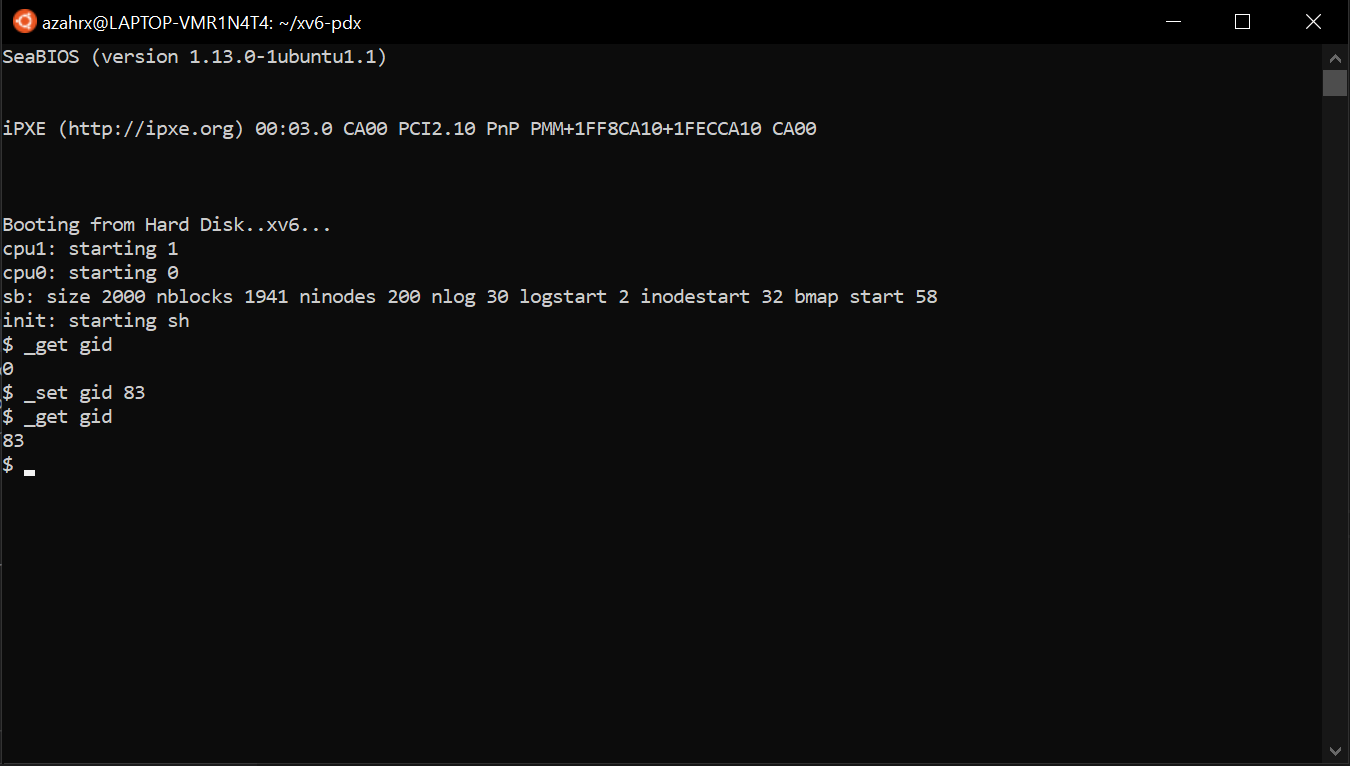 azahrx@LAPTOP-VMR1N4T4: ~/xv6-pdx
SeaBIOS (version 1.13.0-1ubuntu1.1)
iPXE (http://ipxe.org) 00:03.0 CA00 PCI2.10 PnP PMM+1FF8CA10+1FECCA10 CA00
Booting from Hard Disk..xv6...
cpu1: starting 1
cpu0: starting 0
sb: size 2000 nblocks 1941 ninodes 200 nlog 30 logstart 2 inodestart 32 bmap start 58
init: starting sh
$ _get gid
0
$ _set gid 83
$ _get gid
83
$